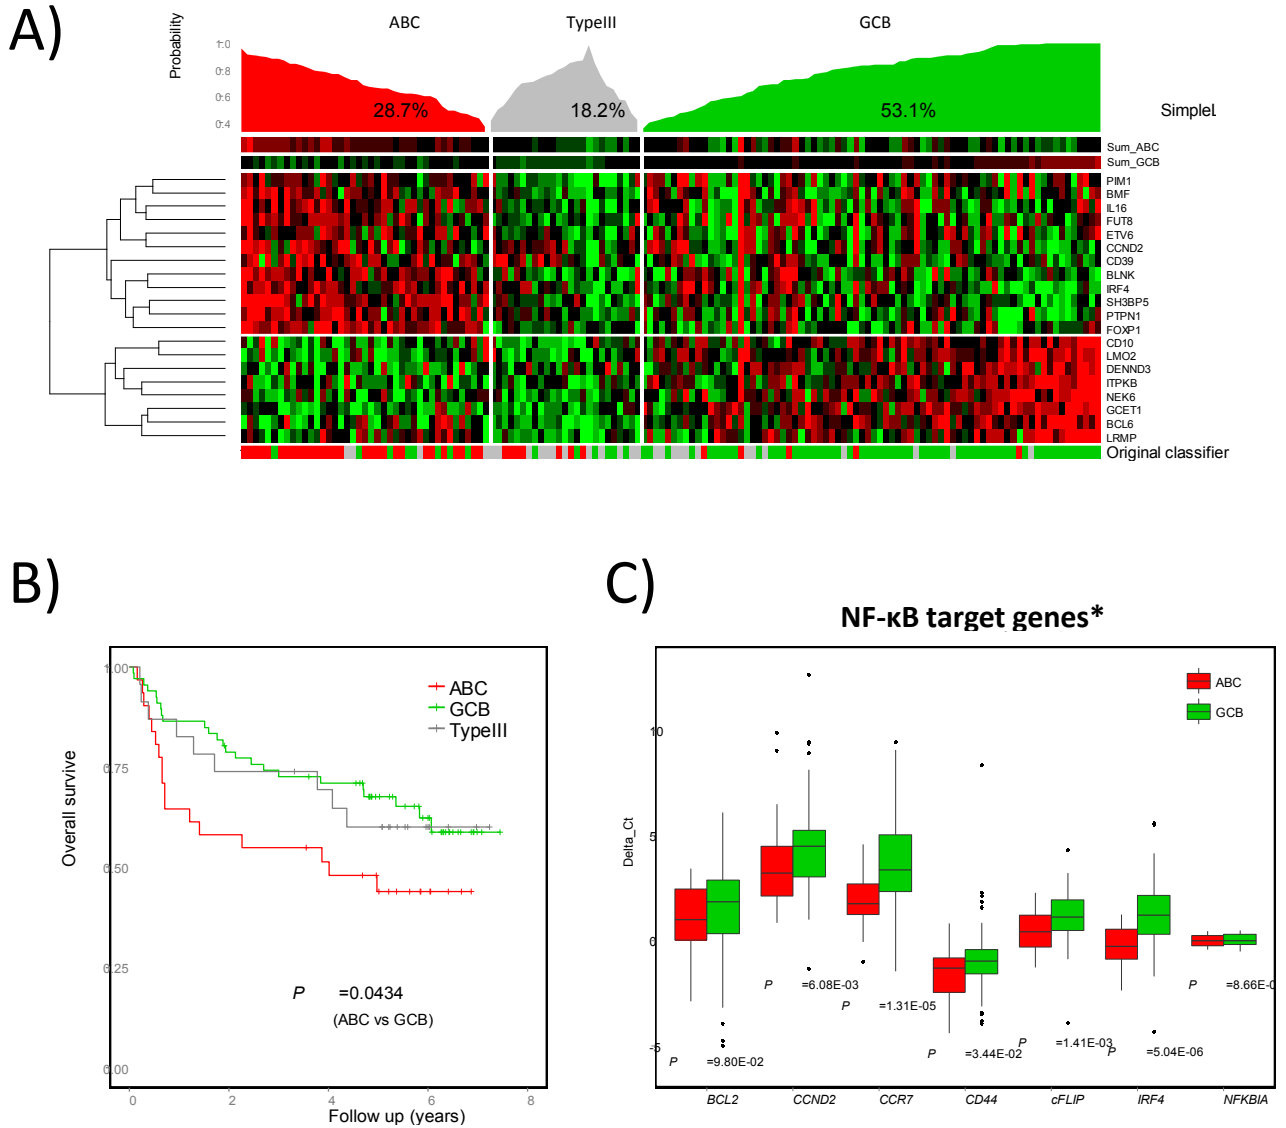 A)
ABC
TypeIII
GCB
Probability
1.0
0.8
0.6
0.4
28.7%
18.2%
53.1%
SimpleL
Sum_ABC
Sum_GCB
PIM1
BMF
IL16
FUT8
ETV6
CCND2
CD39
BLNK
IRF4
SH3BP5
PTPN1
FOXP1
CD10
LMO2
DENND3
ITPKB
NEK6
GCET1
BCL6
LRMP
Original classifier
B)
1.00
0.75
0.50
0.25
0.00
Overall survive
ABC
GCB
TypeIII
P =0.0434
(ABC vs GCB)
0 2 4 6 8
Follow up (years)
C)
NF-κB target genes*
ABC
GCB
Delta_Ct
10
5
0
-5
P =9.80E-02
P =6.08E-03
P =1.31E-05
P =3.44E-02
P =1.41E-03
P =5.04E-06
P =8.66E-0
BCL2 CCND2 CCR7 CD44 cFLIP IRF4 NFKBIA